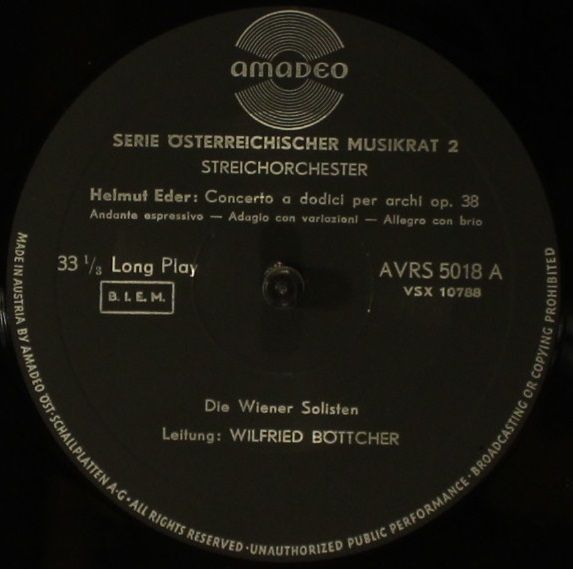 amadeo
SERIE ÖSTERREICHISCHER MUSIKRAT 2
STREICHORCHESTER
Helmut Eder: Concerto a dodici per archi op. 38
Andante espressivo — Adagio con variazioni — Allegro con brio
33 1/3 Long Play
AVRS 5018 A
B. I. E. M.
VSX 10788
Die Wiener Solisten
Leitung: WILFRIED BÖTTCHER
MADE IN AUSTRIA BY AMADEO ÖST. SCHALLPLATTEN A·G · ALL RIGHTS RESERVED · UNAUTHORIZED PUBLIC PERFORMANCE · BROADCASTING OR COPYING PROHIBITED